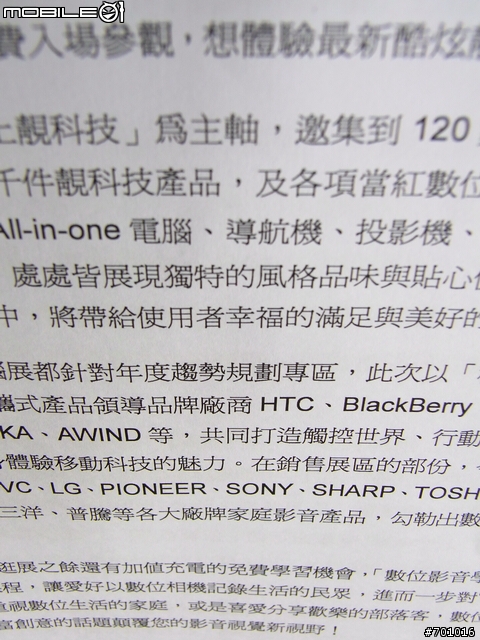 MOBILE01
費入場參觀，想體驗最新酷炫
上靚科技」為主軸，邀集到 120
千件靚科技產品，及各項當紅數位
All-in-one 電腦、導航機、投影機、
處處皆展現獨特的風格品味與貼心
中，將帶給使用者幸福的滿足與美好的
腦展都針對年度趨勢規劃專區，此次以「
攜式產品領導品牌廠商 HTC、BlackBerry
KA、AWIND 等，共同打造觸控世界、行動
體驗移動科技的魅力。在銷售展區的部份，
VC、LG、PIONEER、SONY、SHARP、TOSH
三洋、普騰等各大廠牌家庭影音產品，勾勒出數
逛展之餘還有加值充電的免費學習機會，「數位影音學
程，讓愛好以數位相機記錄生活的民眾，進而一步對
重視數位生活的家庭，或是喜愛分享歡樂的部落客，數位
富創意的話題顛覆您的影音視覺新視野！
#701016